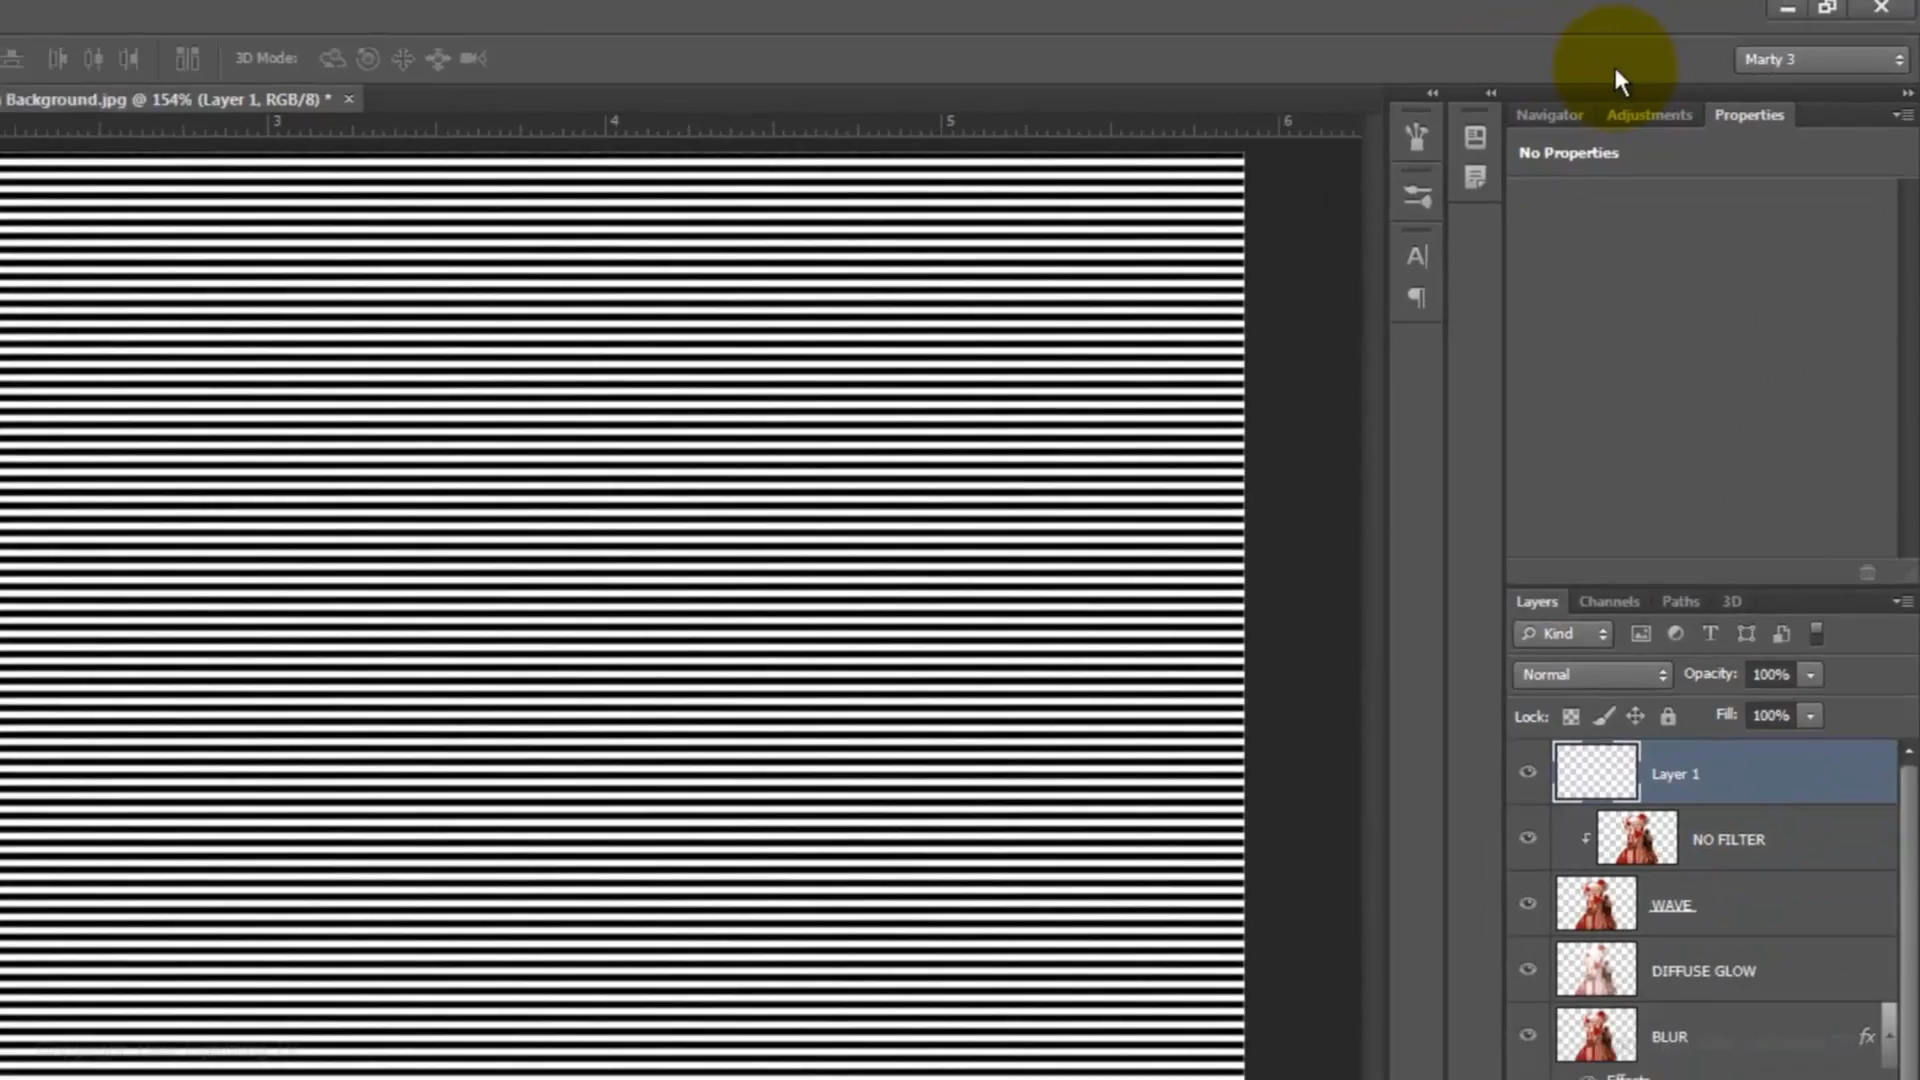 3D Mode:
Marty 3
Background.jpg @ 154% (Layer 1, RGB/8) *
3 4 5 6
Navigator Adjustments Properties
No Properties
Layers Channels Paths 3D
Kind
Normal Opacity: 100%
Lock: Fill: 100%
Layer 1
NO FILTER
WAVE
DIFFUSE GLOW
BLUR fx
Effects